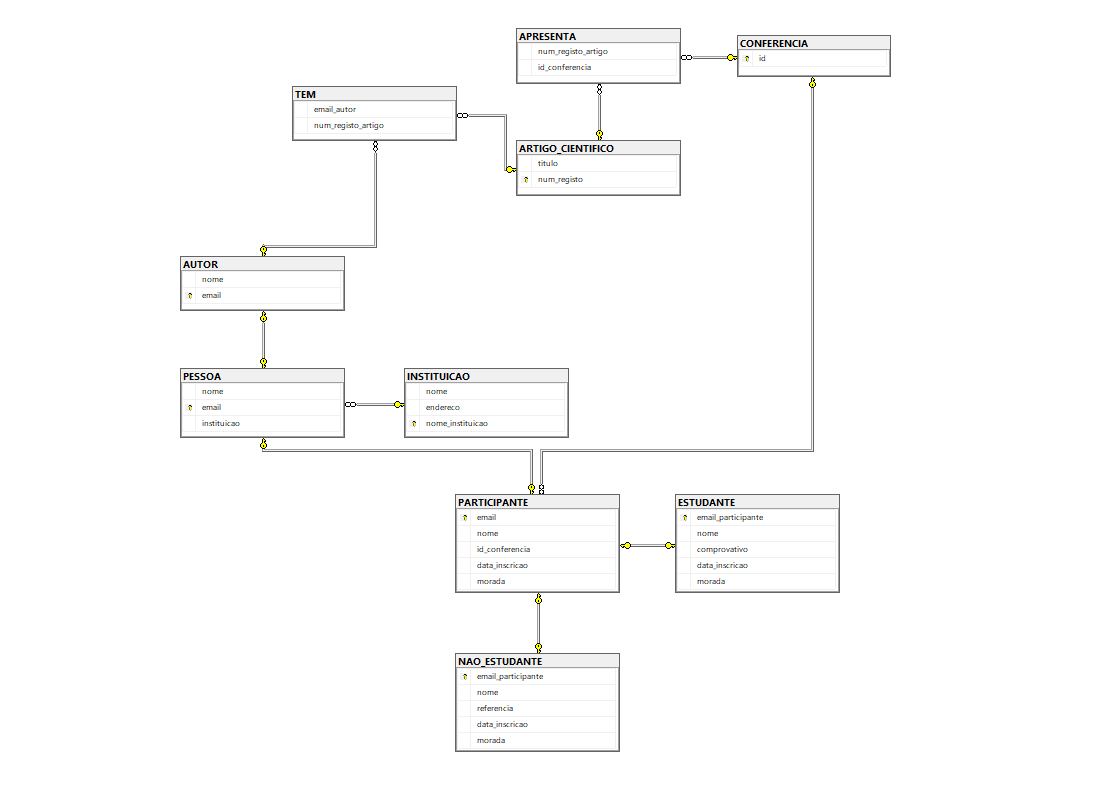 APRESENTA
num_registo_artigo
id_conferencia
CONFERENCIA
id
TEM
email_autor
num_registo_artigo
ARTIGO_CIENTIFICO
titulo
num_registo
AUTOR
nome
email
PESSOA
nome
email
instituicao
INSTITUICAO
nome
endereco
nome_instituicao
PARTICIPANTE
email
nome
id_conferencia
data_inscricao
morada
ESTUDANTE
email_participante
nome
comprovativo
data_inscricao
morada
NAO_ESTUDANTE
email_participante
nome
referencia
data_inscricao
morada